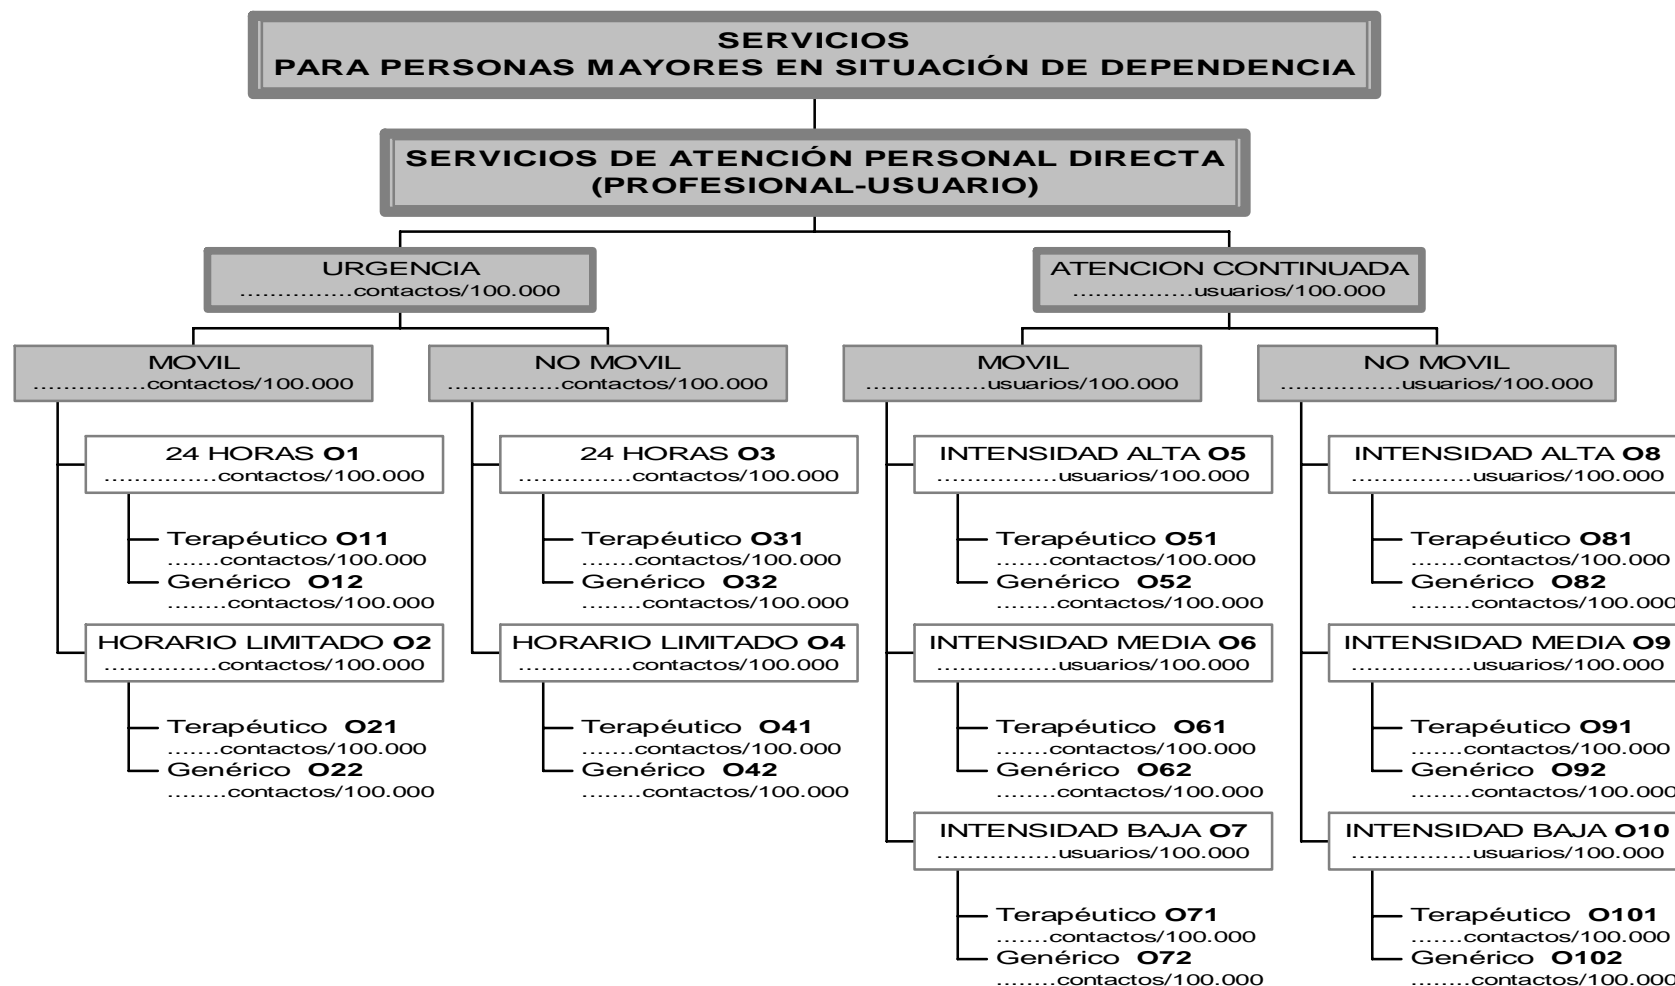 SERVICIOS
PARA PERSONAS MAYORES EN SITUACIÓN DE DEPENDENCIA
SERVICIOS DE ATENCIÓN PERSONAL DIRECTA
(PROFESIONAL-USUARIO)
URGENCIA
...............contactos/100.000
ATENCION CONTINUADA
................usuarios/100.000
MOVIL
...............contactos/100.000
NO MOVIL
...............contactos/100.000
MOVIL
................usuarios/100.000
NO MOVIL
................usuarios/100.000
24 HORAS O1
...............contactos/100.000
Terapéutico O11
.......contactos/100.000
Genérico O12
........contactos/100.000
HORARIO LIMITADO O2
...............contactos/100.000
Terapéutico O21
.......contactos/100.000
Genérico O22
........contactos/100.000
24 HORAS O3
...............contactos/100.000
Terapéutico O31
.......contactos/100.000
Genérico O32
........contactos/100.000
HORARIO LIMITADO O4
...............contactos/100.000
Terapéutico O41
.......contactos/100.000
Genérico O42
........contactos/100.000
INTENSIDAD ALTA O5
................usuarios/100.000
Terapéutico O51
.......contactos/100.000
Genérico O52
........contactos/100.000
INTENSIDAD MEDIA O6
................usuarios/100.000
Terapéutico O61
.......contactos/100.000
Genérico O62
........contactos/100.000
INTENSIDAD BAJA O7
................usuarios/100.000
Terapéutico O71
.......contactos/100.000
Genérico O72
........contactos/100.000
INTENSIDAD ALTA O8
................usuarios/100.000
Terapéutico O81
.......contactos/100.000
Genérico O82
........contactos/100.000
INTENSIDAD MEDIA O9
................usuarios/100.000
Terapéutico O91
.......contactos/100.000
Genérico O92
........contactos/100.000
INTENSIDAD BAJA O10
................usuarios/100.000
Terapéutico O101
.......contactos/100.000
Genérico O102
........contactos/100.000